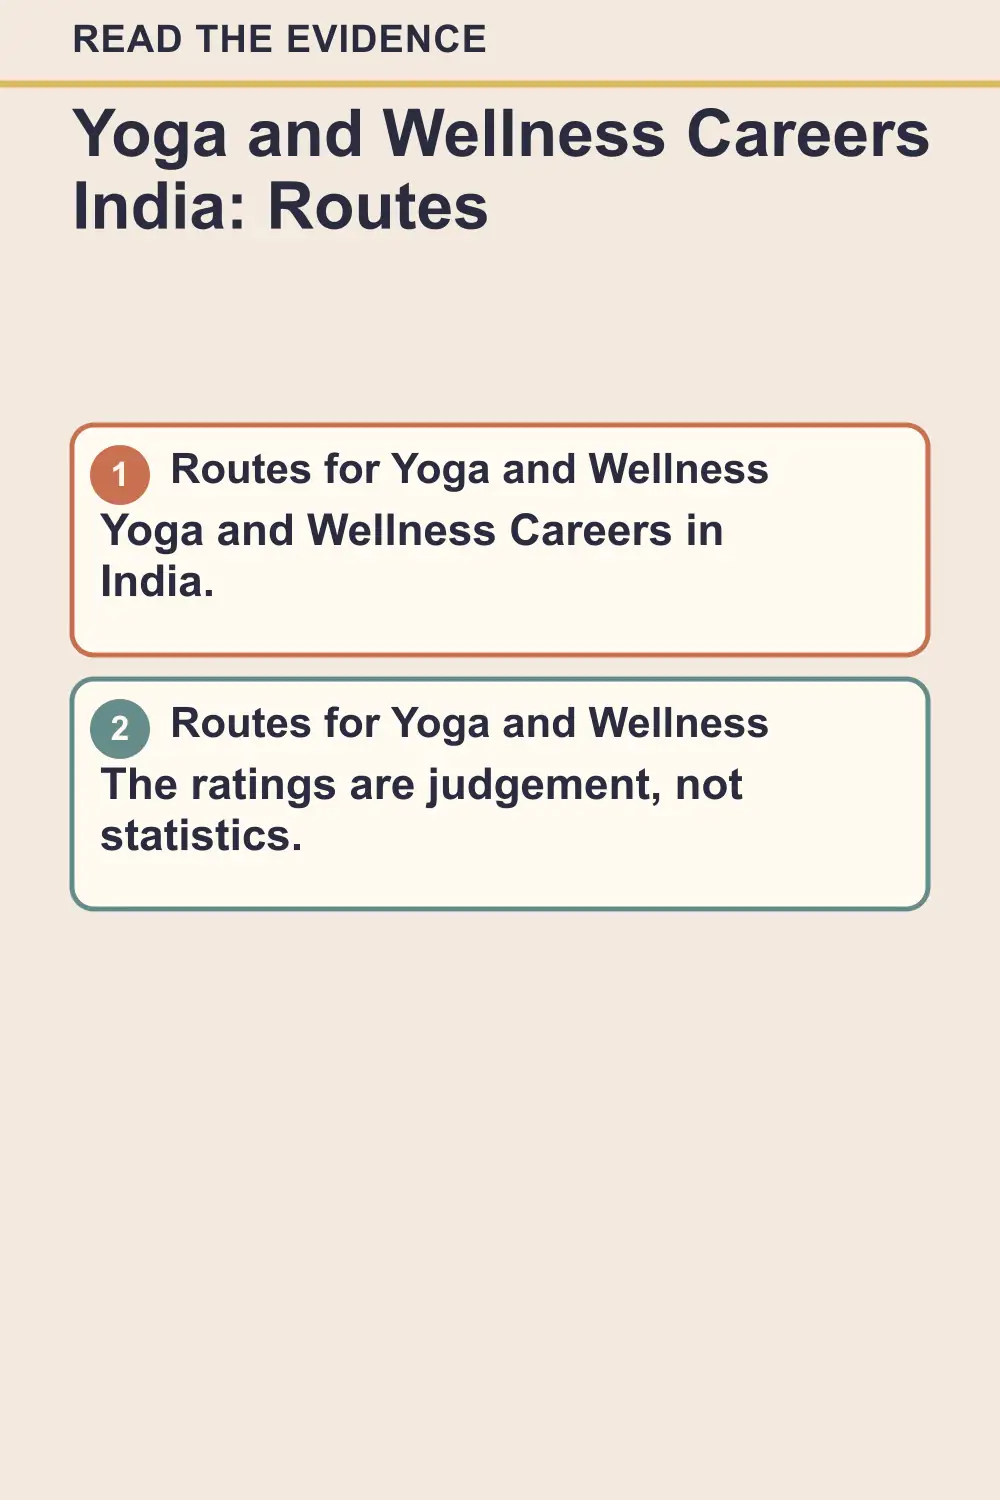 READ THE EVIDENCE
Yoga and Wellness Careers
India: Routes
1 Routes for Yoga and Wellness
Yoga and Wellness Careers in
India.
2 Routes for Yoga and Wellness
The ratings are judgement, not
statistics.